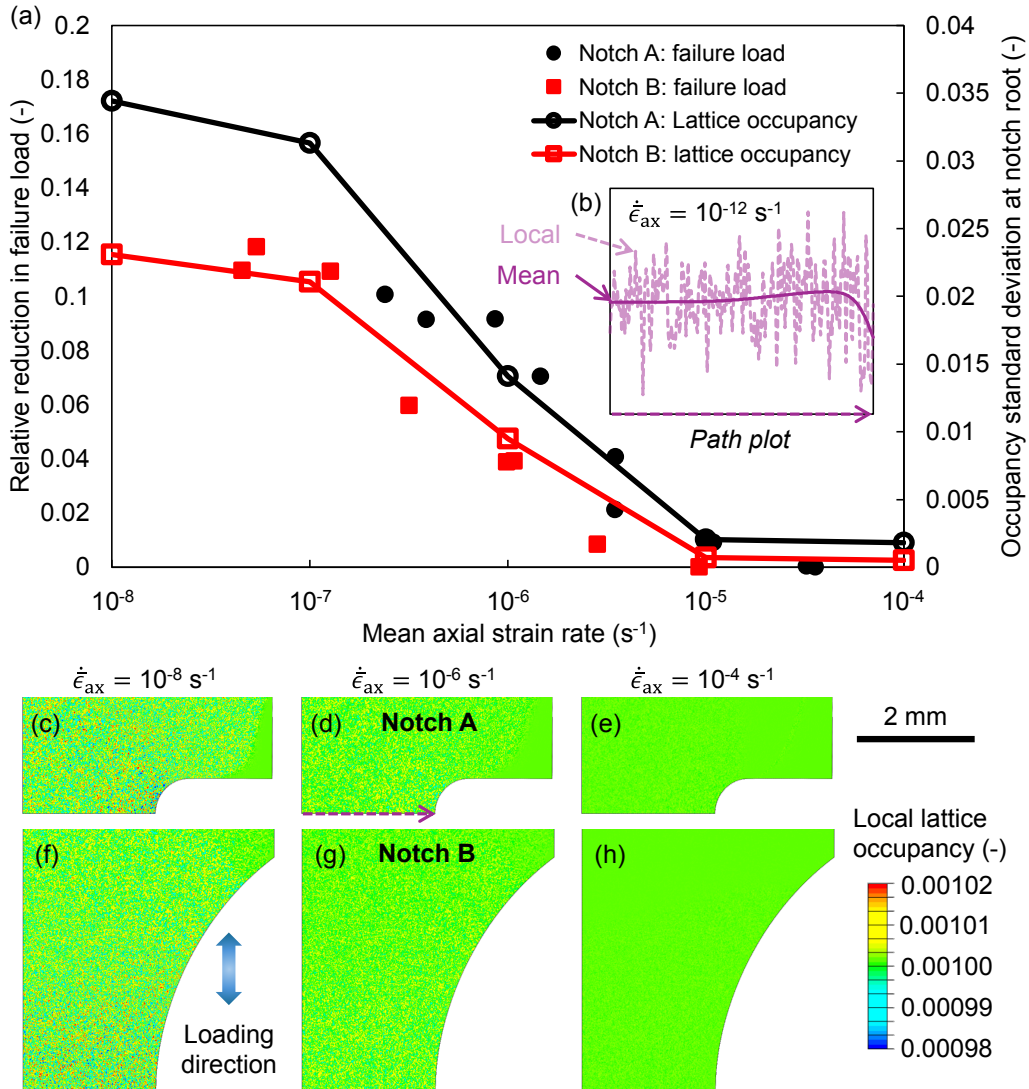 (a)
Relative reduction in failure load (-)
0.2
0.18
0.16
0.14
0.12
0.1
0.08
0.06
0.04
0.02
0
0.04
0.035
0.03
0.025
0.02
0.015
0.01
0.005
0
Occupancy standard deviation at notch root (-)
Notch A: failure load
Notch B: failure load
Notch A: Lattice occupancy
Notch B: lattice occupancy
(b) ε̄̇ax = 10⁻¹² s⁻¹
Local
Mean
Path plot
10⁻⁸ 10⁻⁷ 10⁻⁶ 10⁻⁵ 10⁻⁴
Mean axial strain rate (s⁻¹)
ε̄̇ax = 10⁻⁸ s⁻¹ ε̄̇ax = 10⁻⁶ s⁻¹ ε̄̇ax = 10⁻⁴ s⁻¹
(c) (d) Notch A (e)
2 mm
(f) (g) Notch B (h)
Loading
direction
Local lattice
occupancy (-)
0.00102
0.00101
0.00100
0.00099
0.00098